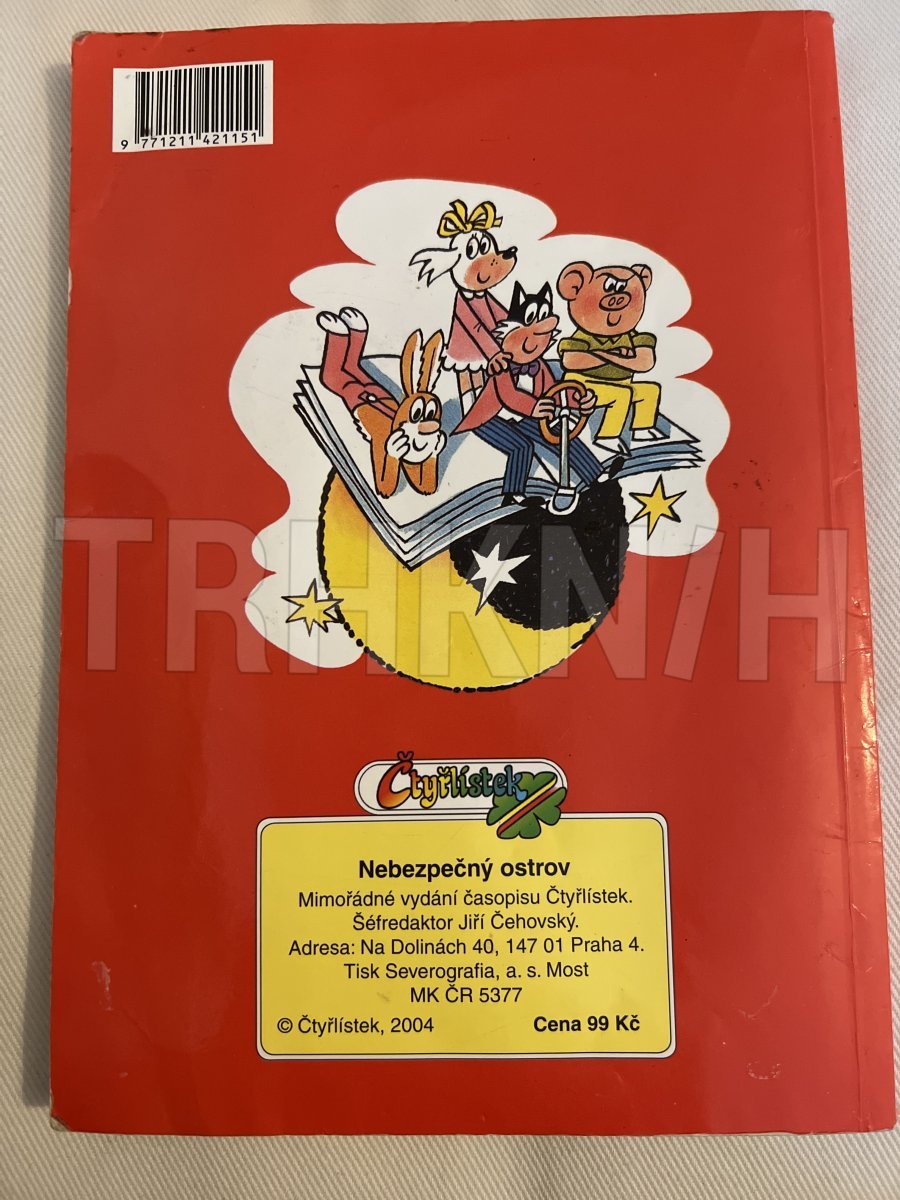 9 771211 421151
TRHKNIH
Čtyřlístek
Nebezpečný ostrov
Mimořádné vydání časopisu Čtyřlístek.
Šéfredaktor Jiří Čehovský.
Adresa: Na Dolinách 40, 147 01 Praha 4.
Tisk Severografia, a. s. Most
MK ČR 5377
© Čtyřlístek, 2004 Cena 99 Kč